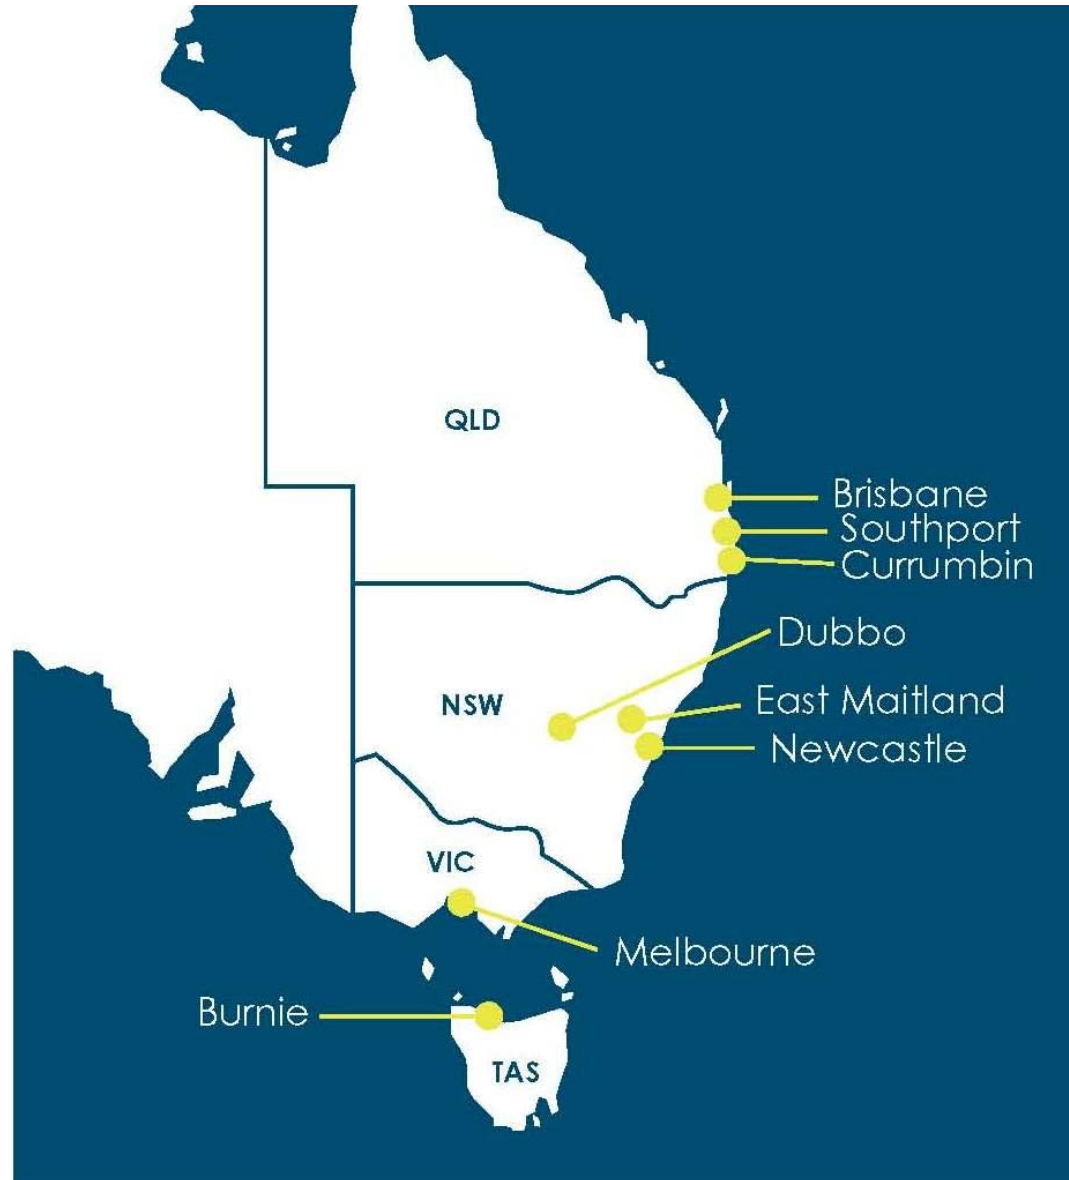 QLD
Brisbane
Southport
Currumbin
Dubbo
NSW
East Maitland
Newcastle
VIC
Melbourne
Burnie
TAS